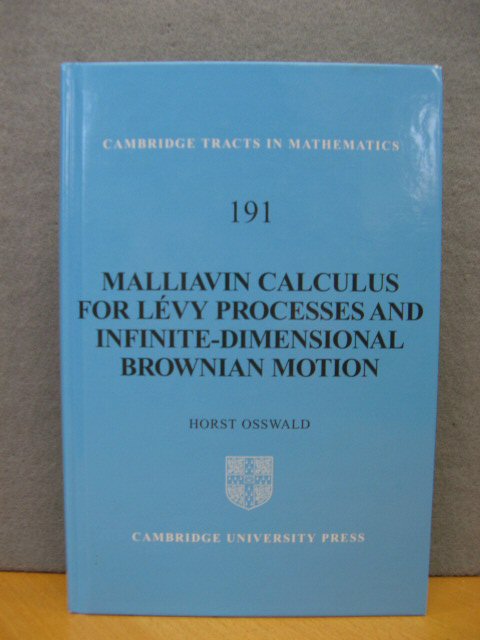 CAMBRIDGE TRACTS IN MATHEMATICS
191
MALLIAVIN CALCULUS
FOR LÉVY PROCESSES AND
INFINITE-DIMENSIONAL
BROWNIAN MOTION
HORST OSSWALD
CAMBRIDGE UNIVERSITY PRESS